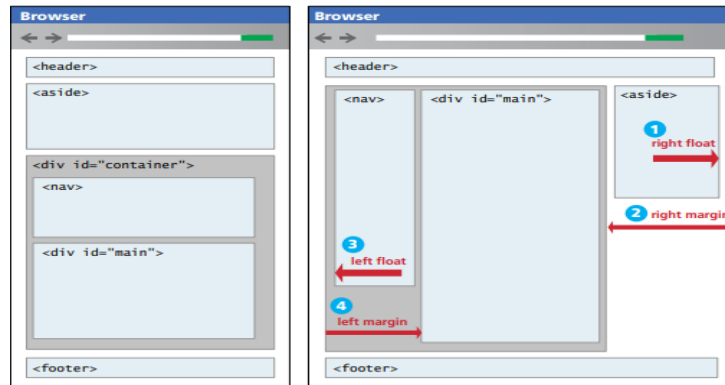 Browser
<header>
<aside>
<div id="container">
<nav>
<div id="main">
<footer>
Browser
<header>
<nav>
<div id="main">
<aside>
1
right float
2 right margin
3
left float
4
left margin
<footer>